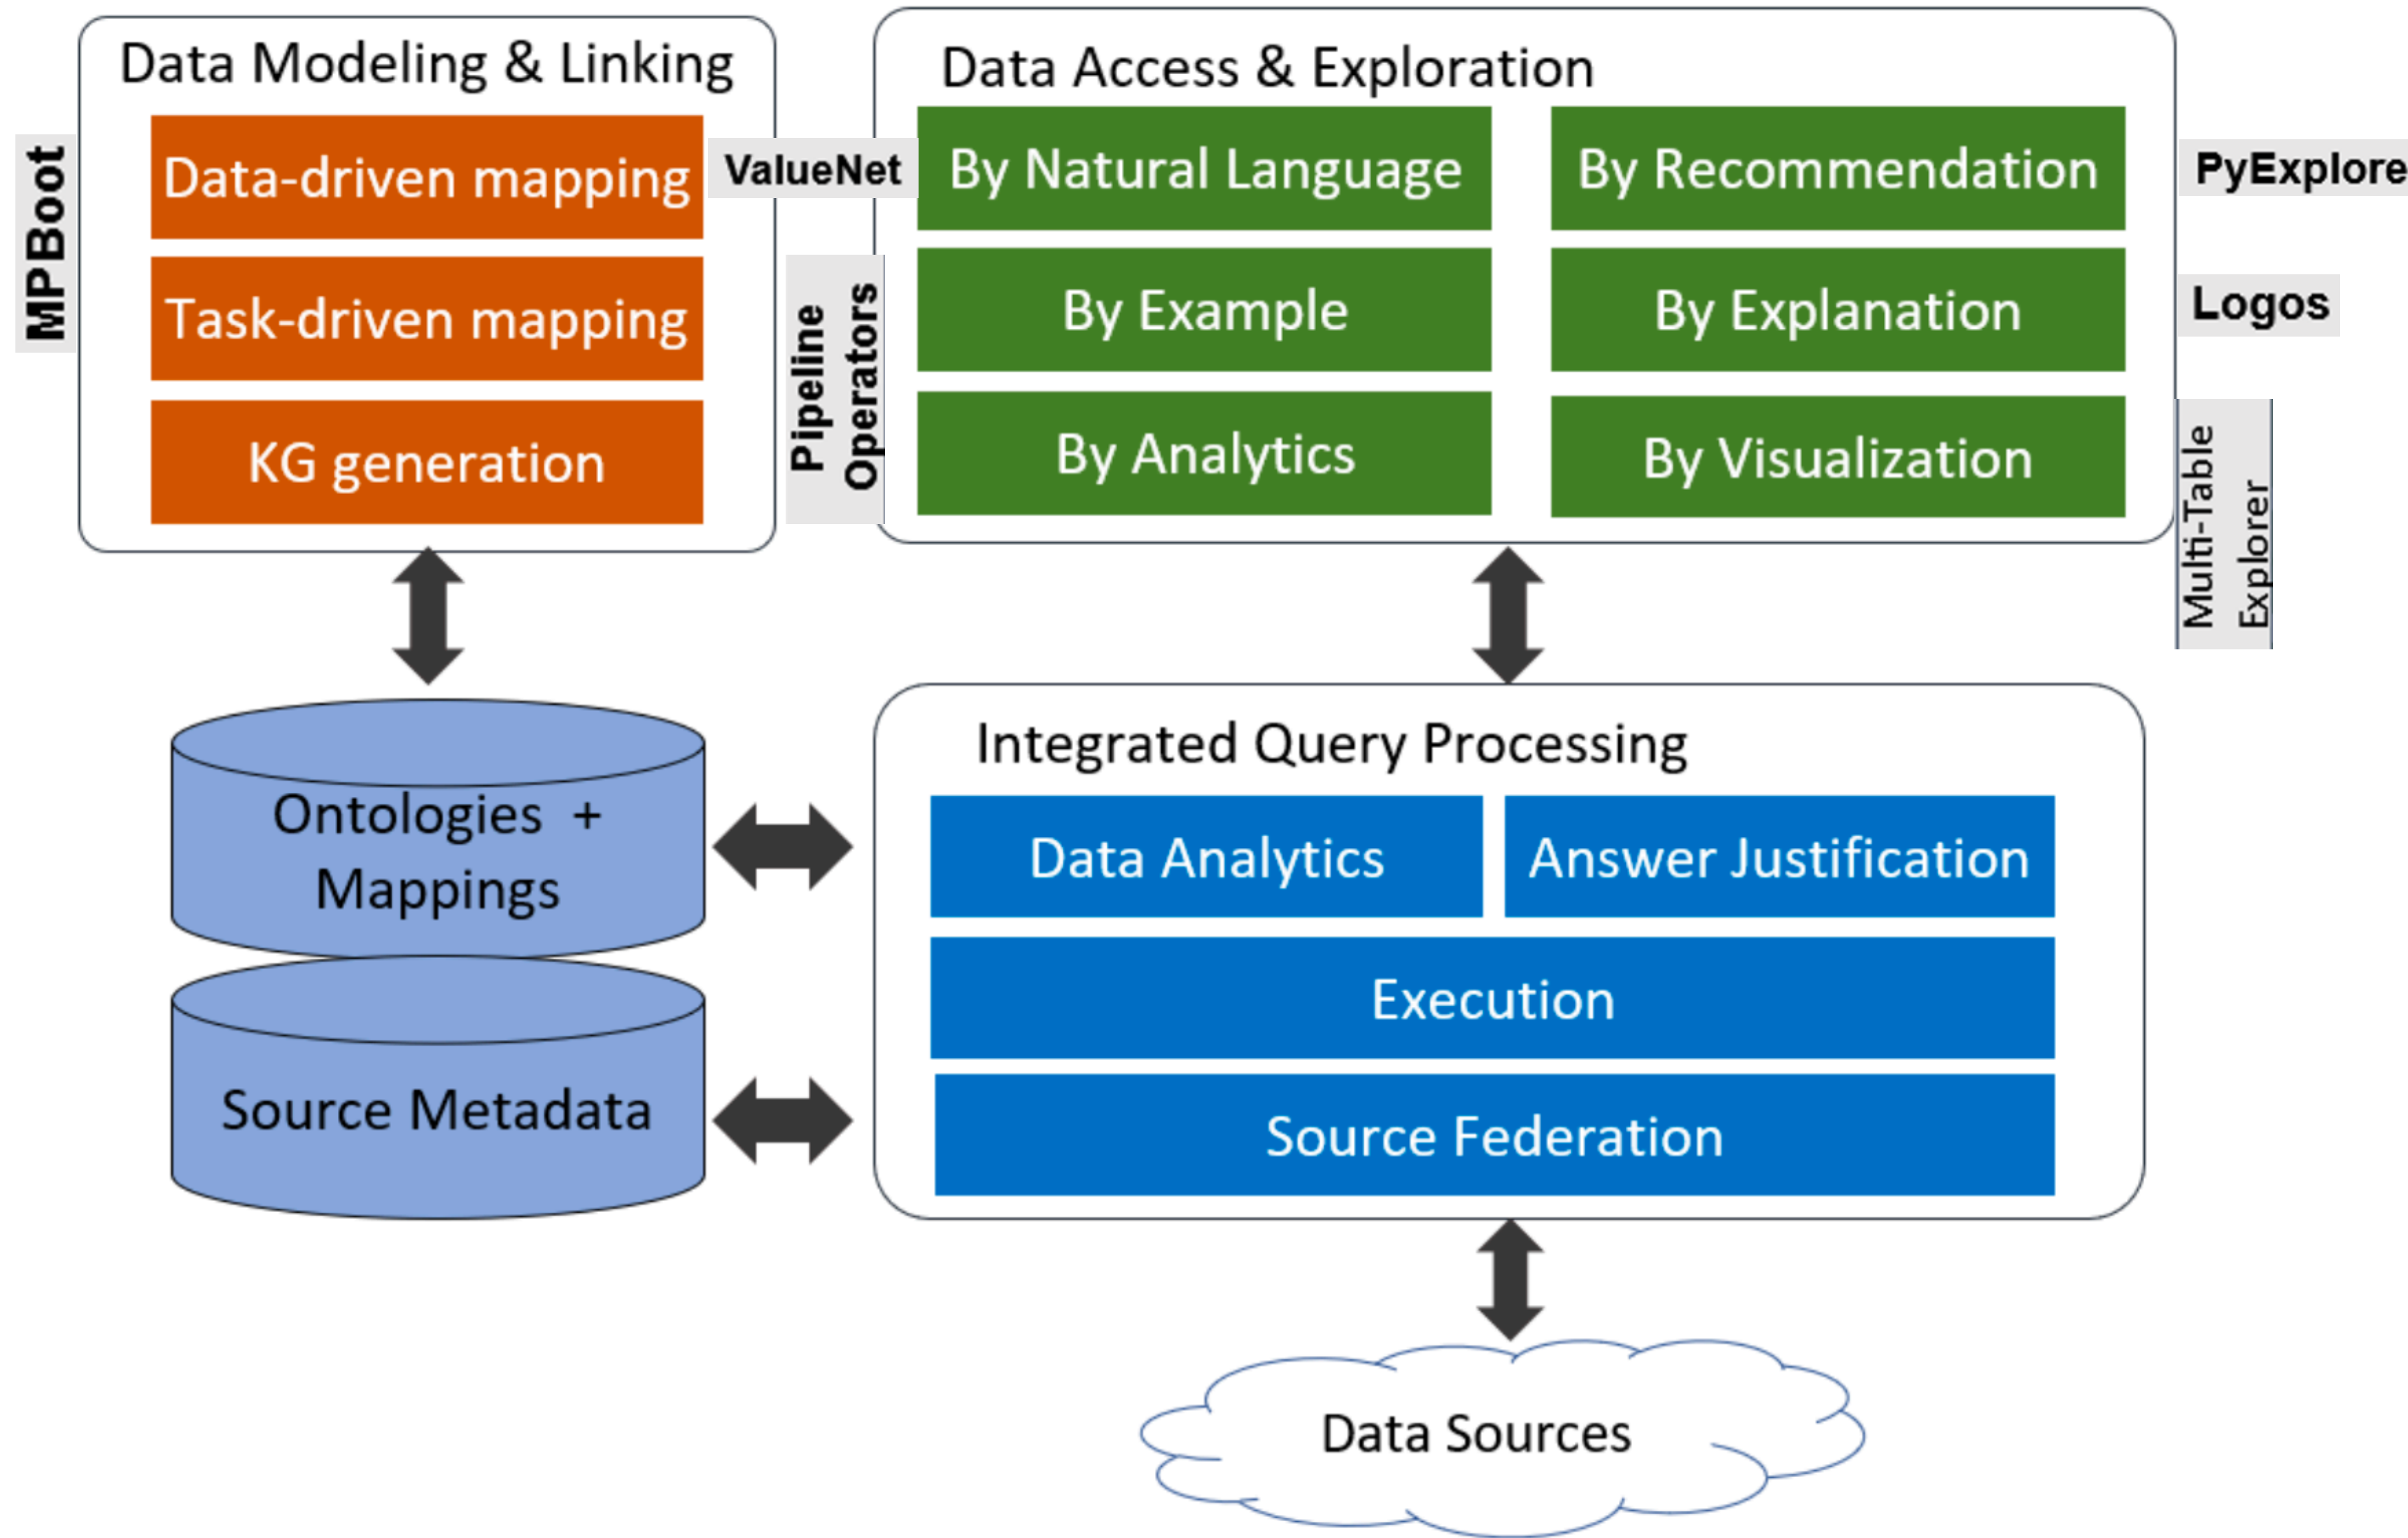 Data Modeling & Linking
MPBoot
Data-driven mapping
Task-driven mapping
KG generation
Data Access & Exploration
ValueNet
By Natural Language
By Recommendation
PyExplore
Pipeline
Operators
By Example
By Explanation
Logos
By Analytics
By Visualization
Multi-Table
Explorer
Ontologies +
Mappings
Source Metadata
Integrated Query Processing
Data Analytics
Answer Justification
Execution
Source Federation
Data Sources